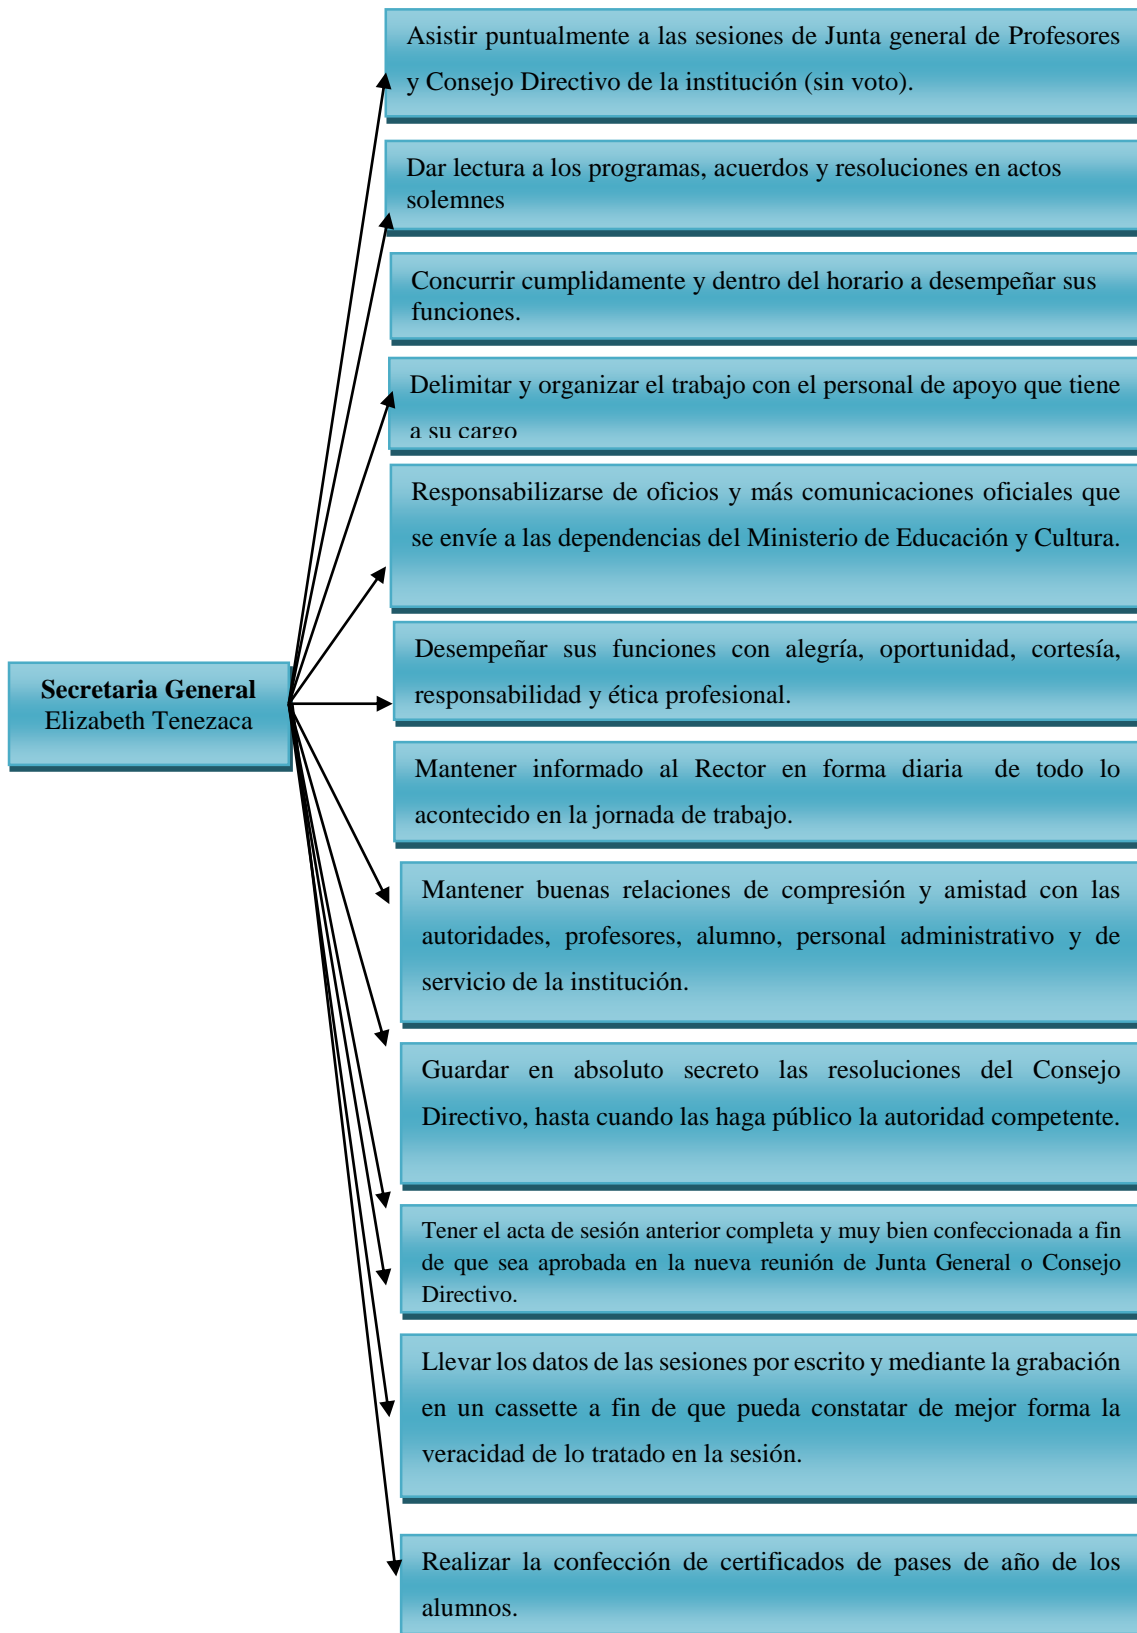 Asistir puntualmente a las sesiones de Junta general de Profesores
y Consejo Directivo de la institución (sin voto).
Dar lectura a los programas, acuerdos y resoluciones en actos
solemnes
Concurrir cumplidamente y dentro del horario a desempeñar sus
funciones.
Delimitar y organizar el trabajo con el personal de apoyo que tiene
a su cargo
Responsabilizarse de oficios y más comunicaciones oficiales que
se envíe a las dependencias del Ministerio de Educación y Cultura.
Secretaria General
Elizabeth Tenezaca
Desempeñar sus funciones con alegría, oportunidad, cortesía,
responsabilidad y ética profesional.
Mantener informado al Rector en forma diaria de todo lo
acontecido en la jornada de trabajo.
Mantener buenas relaciones de compresión y amistad con las
autoridades, profesores, alumno, personal administrativo y de
servicio de la institución.
Guardar en absoluto secreto las resoluciones del Consejo
Directivo, hasta cuando las haga público la autoridad competente.
Tener el acta de sesión anterior completa y muy bien confeccionada a fin
de que sea aprobada en la nueva reunión de Junta General o Consejo
Directivo.
Llevar los datos de las sesiones por escrito y mediante la grabación
en un cassette a fin de que pueda constatar de mejor forma la
veracidad de lo tratado en la sesión.
Realizar la confección de certificados de pases de año de los
alumnos.